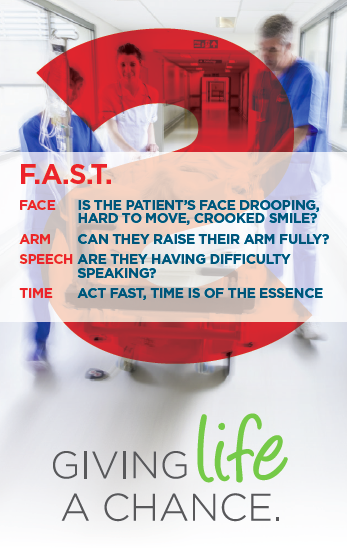 F.A.S.T.
FACE IS THE PATIENT'S FACE DROOPING,
HARD TO MOVE, CROOKED SMILE?
ARM CAN THEY RAISE THEIR ARM FULLY?
SPEECH ARE THEY HAVING DIFFICULTY
SPEAKING?
TIME ACT FAST, TIME IS OF THE ESSENCE
GIVING life
A CHANCE.